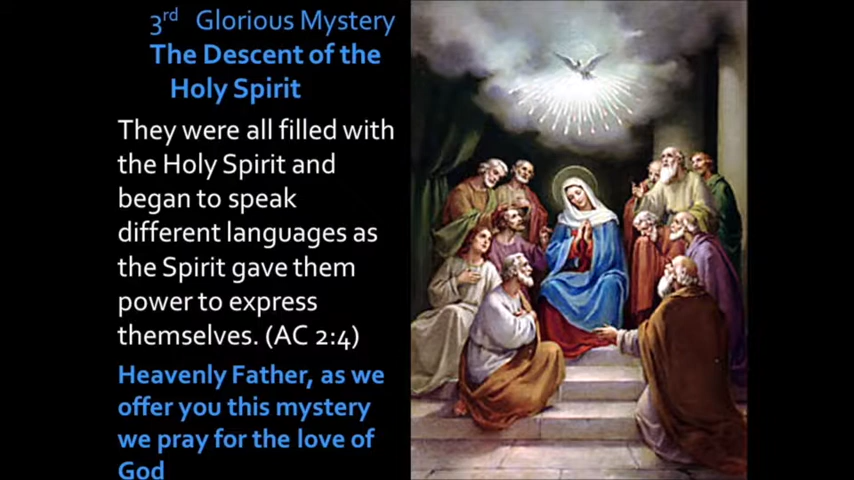 3rd Glorious Mystery
The Descent of the
Holy Spirit
They were all filled with
the Holy Spirit and
began to speak
different languages as
the Spirit gave them
power to express
themselves. (AC 2:4)
Heavenly Father, as we
offer you this mystery
we pray for the love of
God